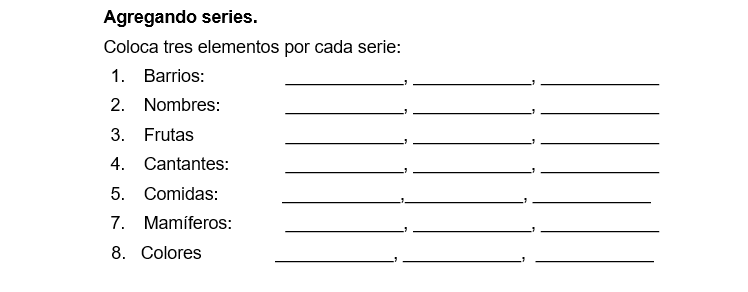 Agregando series.
Coloca tres elementos por cada serie:
1. Barrios: ____________, ____________, ____________
2. Nombres: ____________, ____________, ____________
3. Frutas ____________, ____________, ____________
4. Cantantes: ____________, ____________, ____________
5. Comidas: ____________,____________, ____________
7. Mamíferos: ____________, ____________, ____________
8. Colores ____________, ____________, ____________